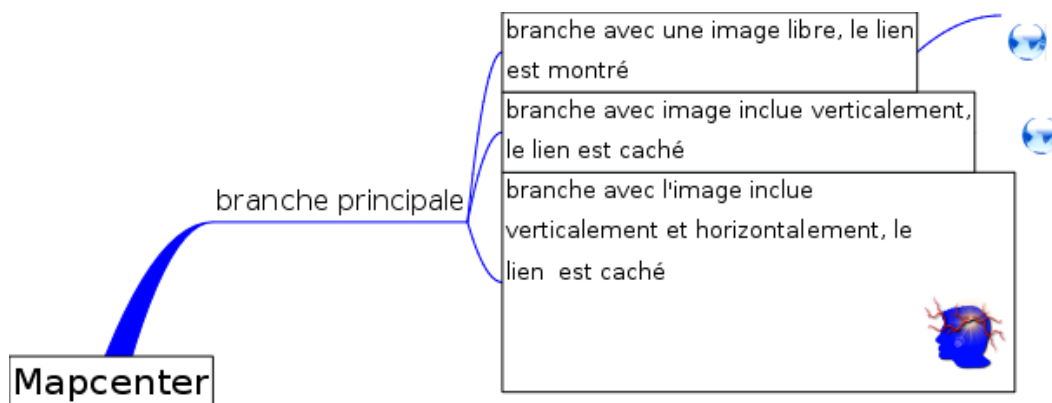 branche avec une image libre, le lien
est montré
branche avec image inclue verticalement,
le lien est caché
branche principale
branche avec l'image inclue
verticalement et horizontalement, le
lien  est caché
Mapcenter